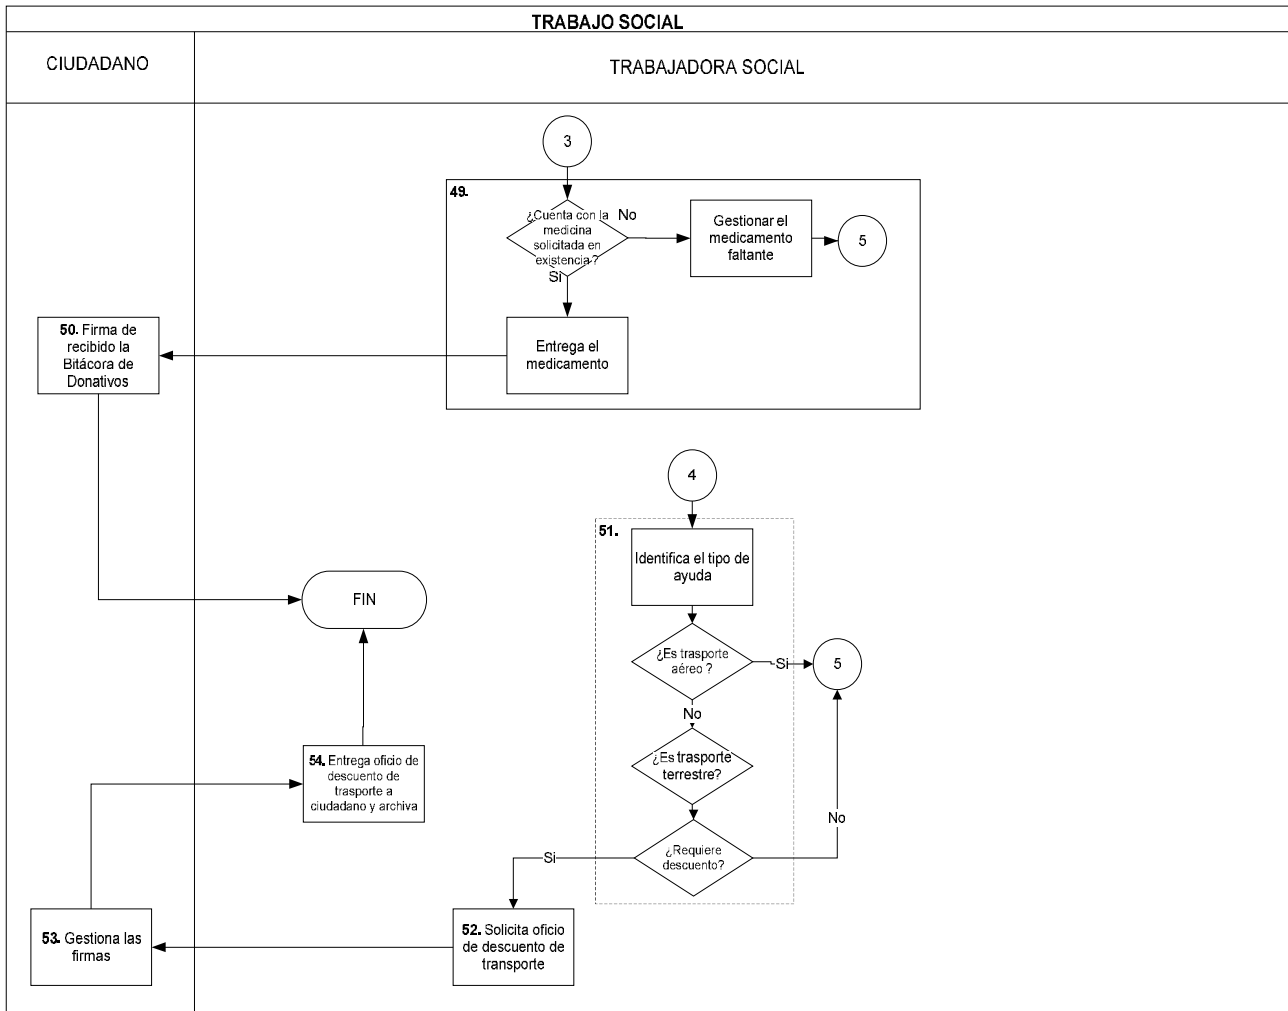 TRABAJO SOCIAL
CIUDADANO
TRABAJADORA SOCIAL
3
49.
¿Cuenta con la
medicina
solicitada en
existencia?
No
Si
Gestionar el
medicamento
faltante
5
Entrega el
medicamento
50. Firma de
recibido la
Bitácora de
Donativos
4
51.
Identifica el tipo de
ayuda
FIN
¿Es trasporte
aéreo ?
Si
5
No
¿Es trasporte
terrestre?
54. Entrega oficio de
descuento de
trasporte a
ciudadano y archiva
No
¿Requiere
descuento?
Si
53. Gestiona las
firmas
52. Solicita oficio
de descuento de
transporte